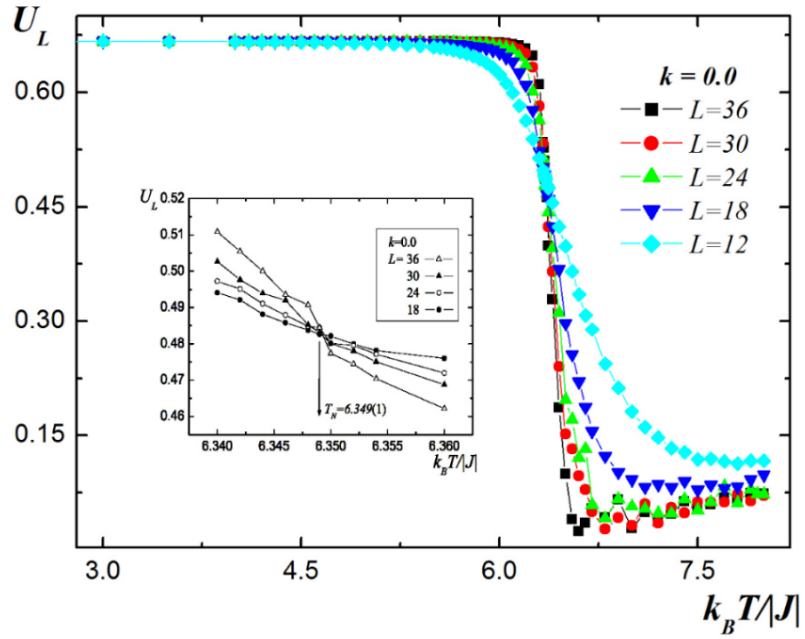 U_L
0.60
0.45
0.30
0.15
3.0
4.5
6.0
7.5
k_B T/|J|
k = 0.0
L=36
L=30
L=24
L=18
L=12
U_L
0.52
0.51
0.50
0.49
0.48
0.47
0.46
k=0.0
L= 36
30
24
18
T_N=6.349(1)
6.340
6.345
6.350
6.355
6.360
k_B T/|J|